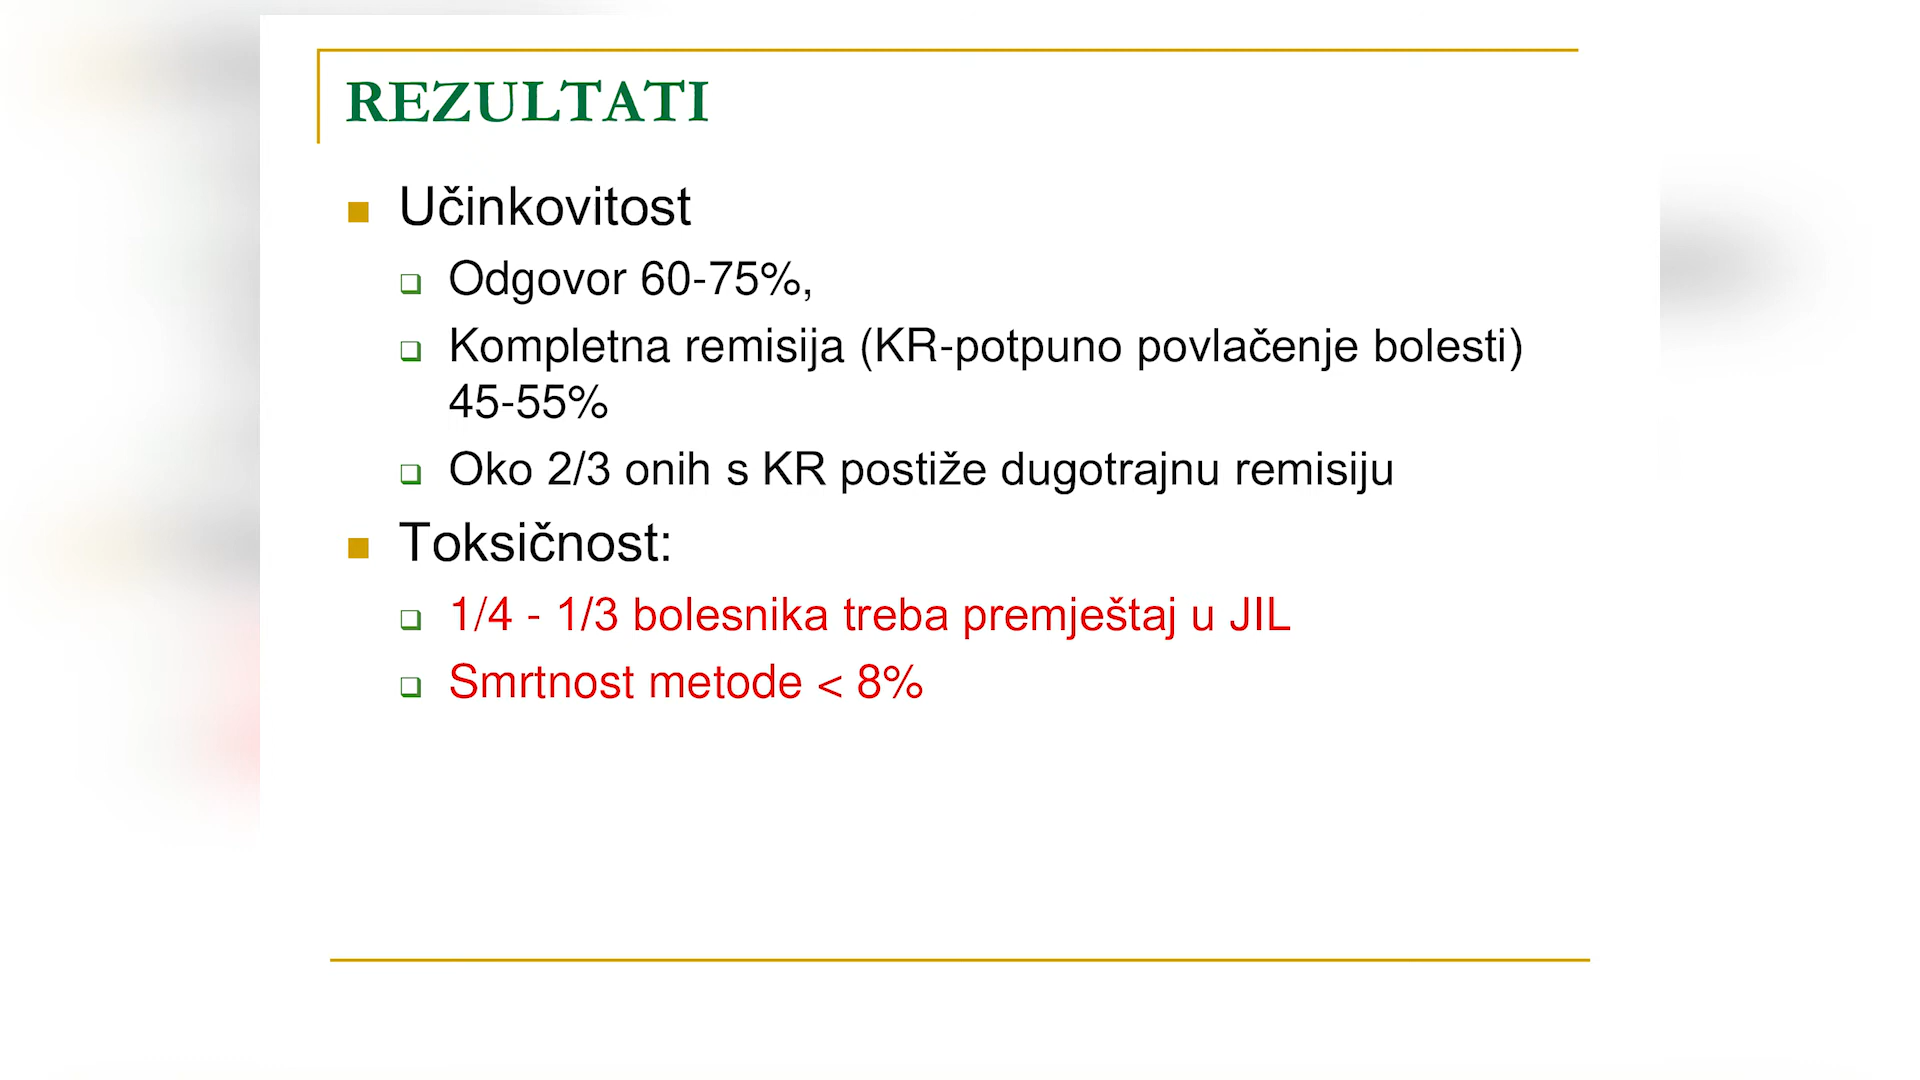 REZULTATI
Učinkovitost
Odgovor 60-75%,
Kompletna remisija (KR-potpuno povlačenje bolesti)
45-55%
Oko 2/3 onih s KR postiže dugotrajnu remisiju
Toksičnost:
1/4 - 1/3 bolesnika treba premještaj u JIL
Smrtnost metode < 8%